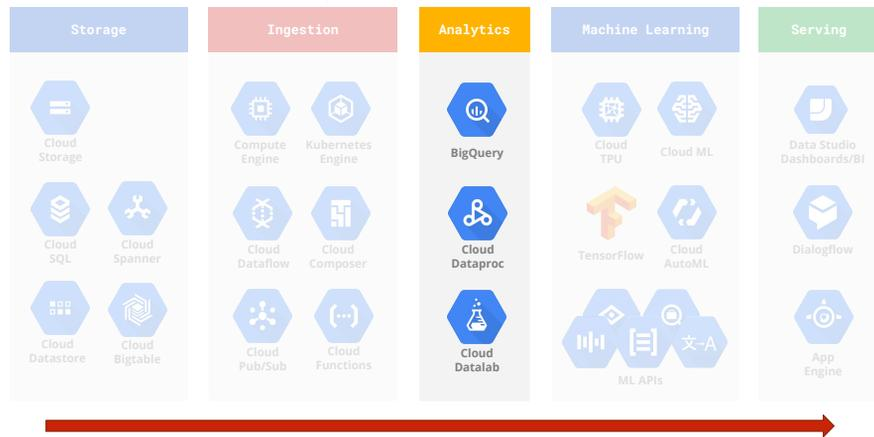 Storage
Ingestion
Analytics
Machine Learning
Serving
Cloud
Storage
Cloud
SQL
Cloud
Spanner
Cloud
Datastore
Cloud
Bigtable
Compute
Engine
Kubernetes
Engine
Cloud
Dataflow
Cloud
Composer
Cloud
Pub/Sub
Cloud
Functions
BigQuery
Cloud
Dataproc
Cloud
Datalab
Cloud
TPU
Cloud ML
TensorFlow
Cloud
AutoML
文A
ML APIs
Data Studio
Dashboards/BI
Dialogflow
App
Engine